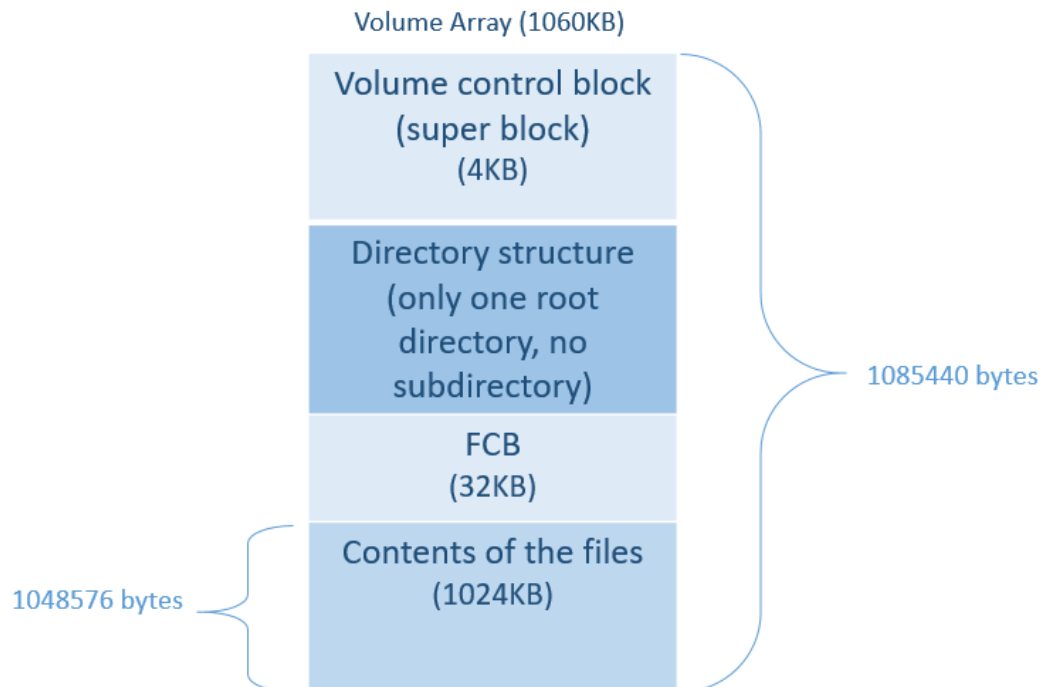 Volume Array (1060KB)
Volume control block
(super block)
(4KB)
Directory structure
(only one root
directory, no
subdirectory)
1085440 bytes
FCB
(32KB)
Contents of the files
(1024KB)
1048576 bytes